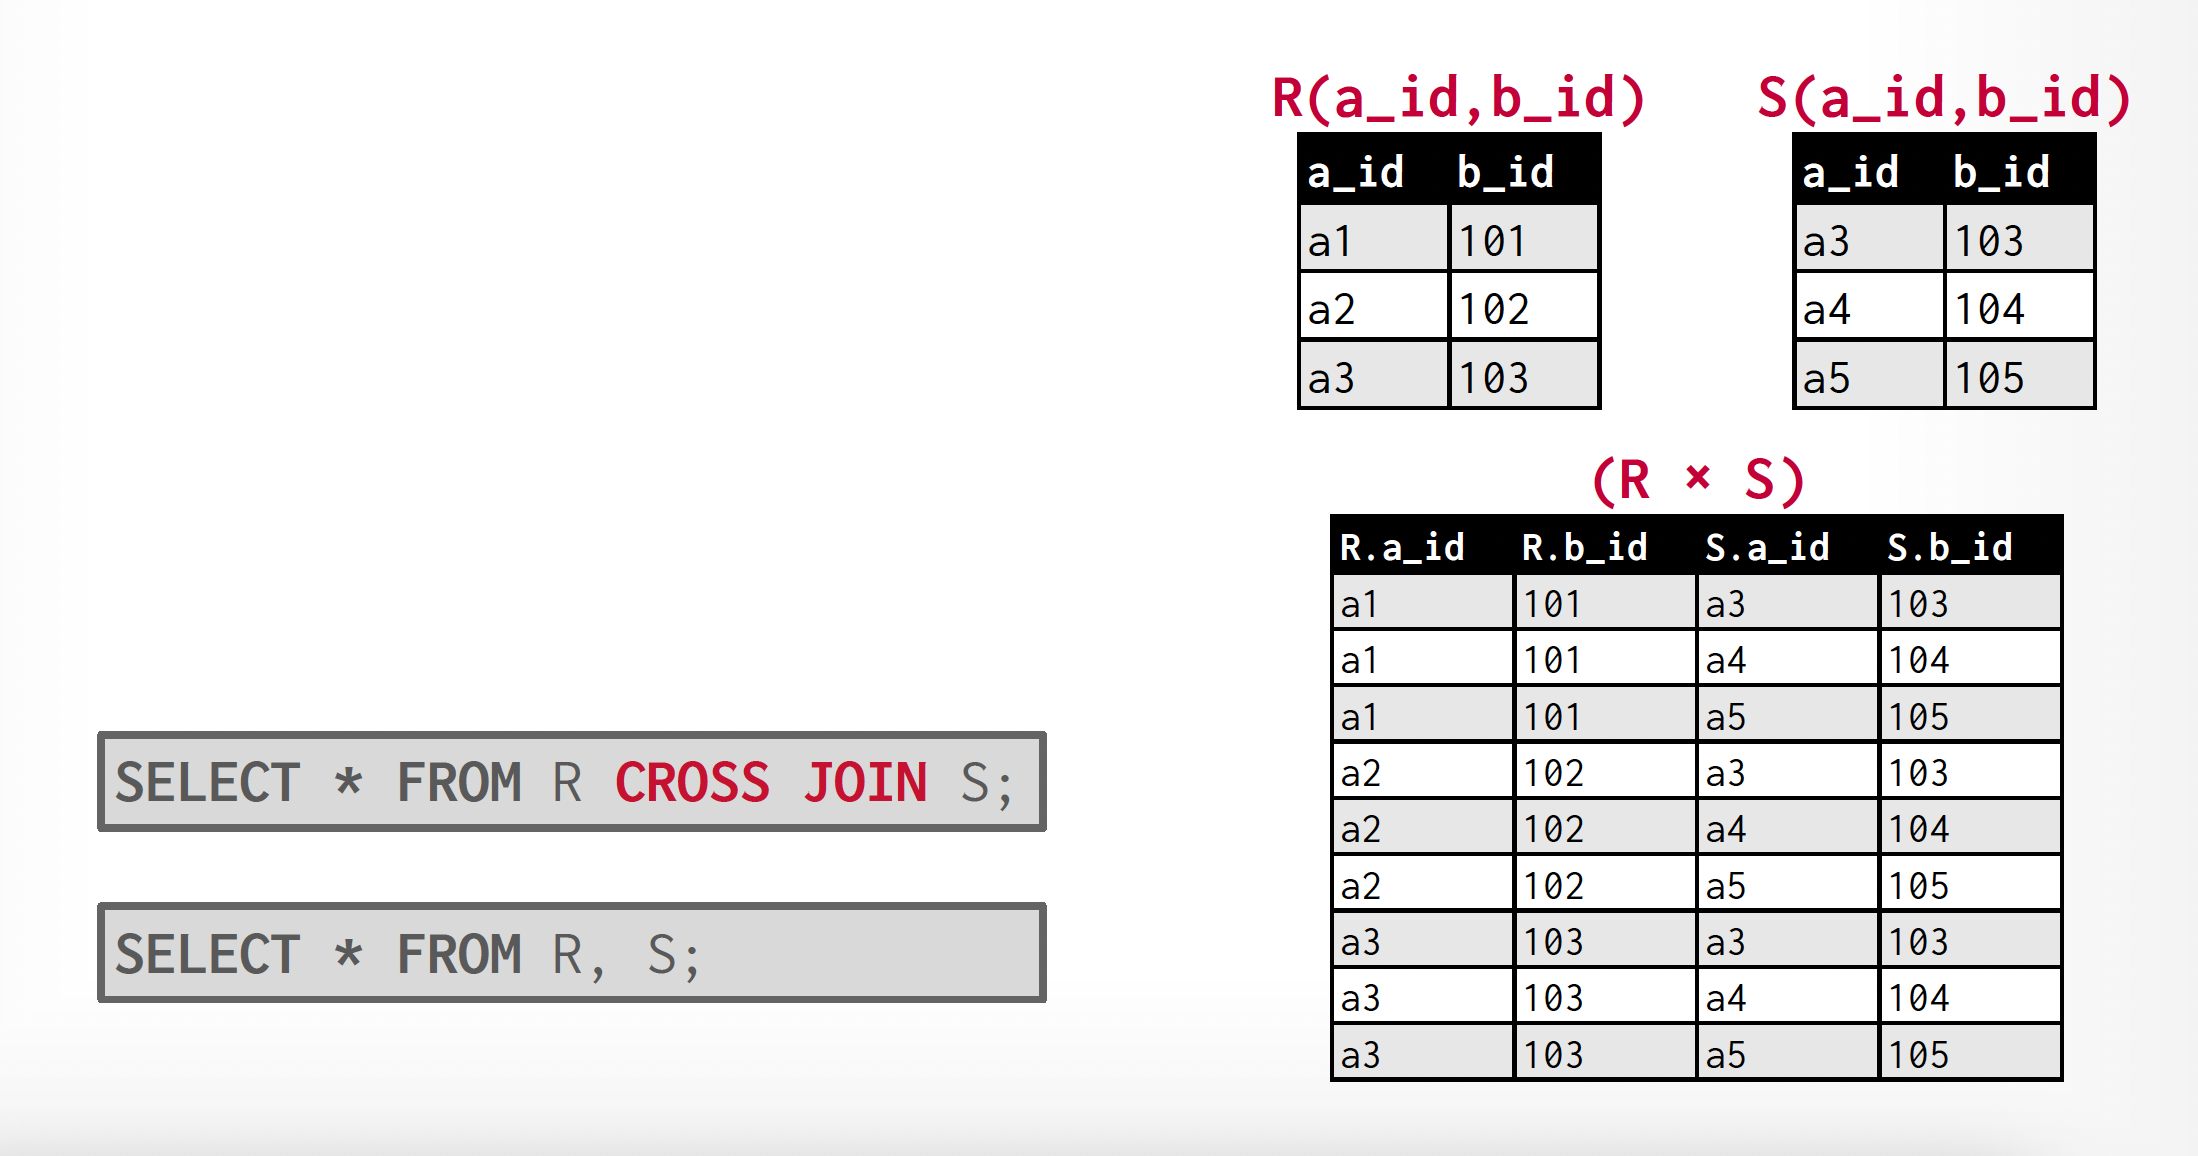 R(a_id,b_id)
a_id b_id
a1 101
a2 102
a3 103
S(a_id,b_id)
a_id b_id
a3 103
a4 104
a5 105
(R × S)
R.a_id R.b_id S.a_id S.b_id
a1 101 a3 103
a1 101 a4 104
a1 101 a5 105
a2 102 a3 103
a2 102 a4 104
a2 102 a5 105
a3 103 a3 103
a3 103 a4 104
a3 103 a5 105
SELECT * FROM R CROSS JOIN S;
SELECT * FROM R, S;